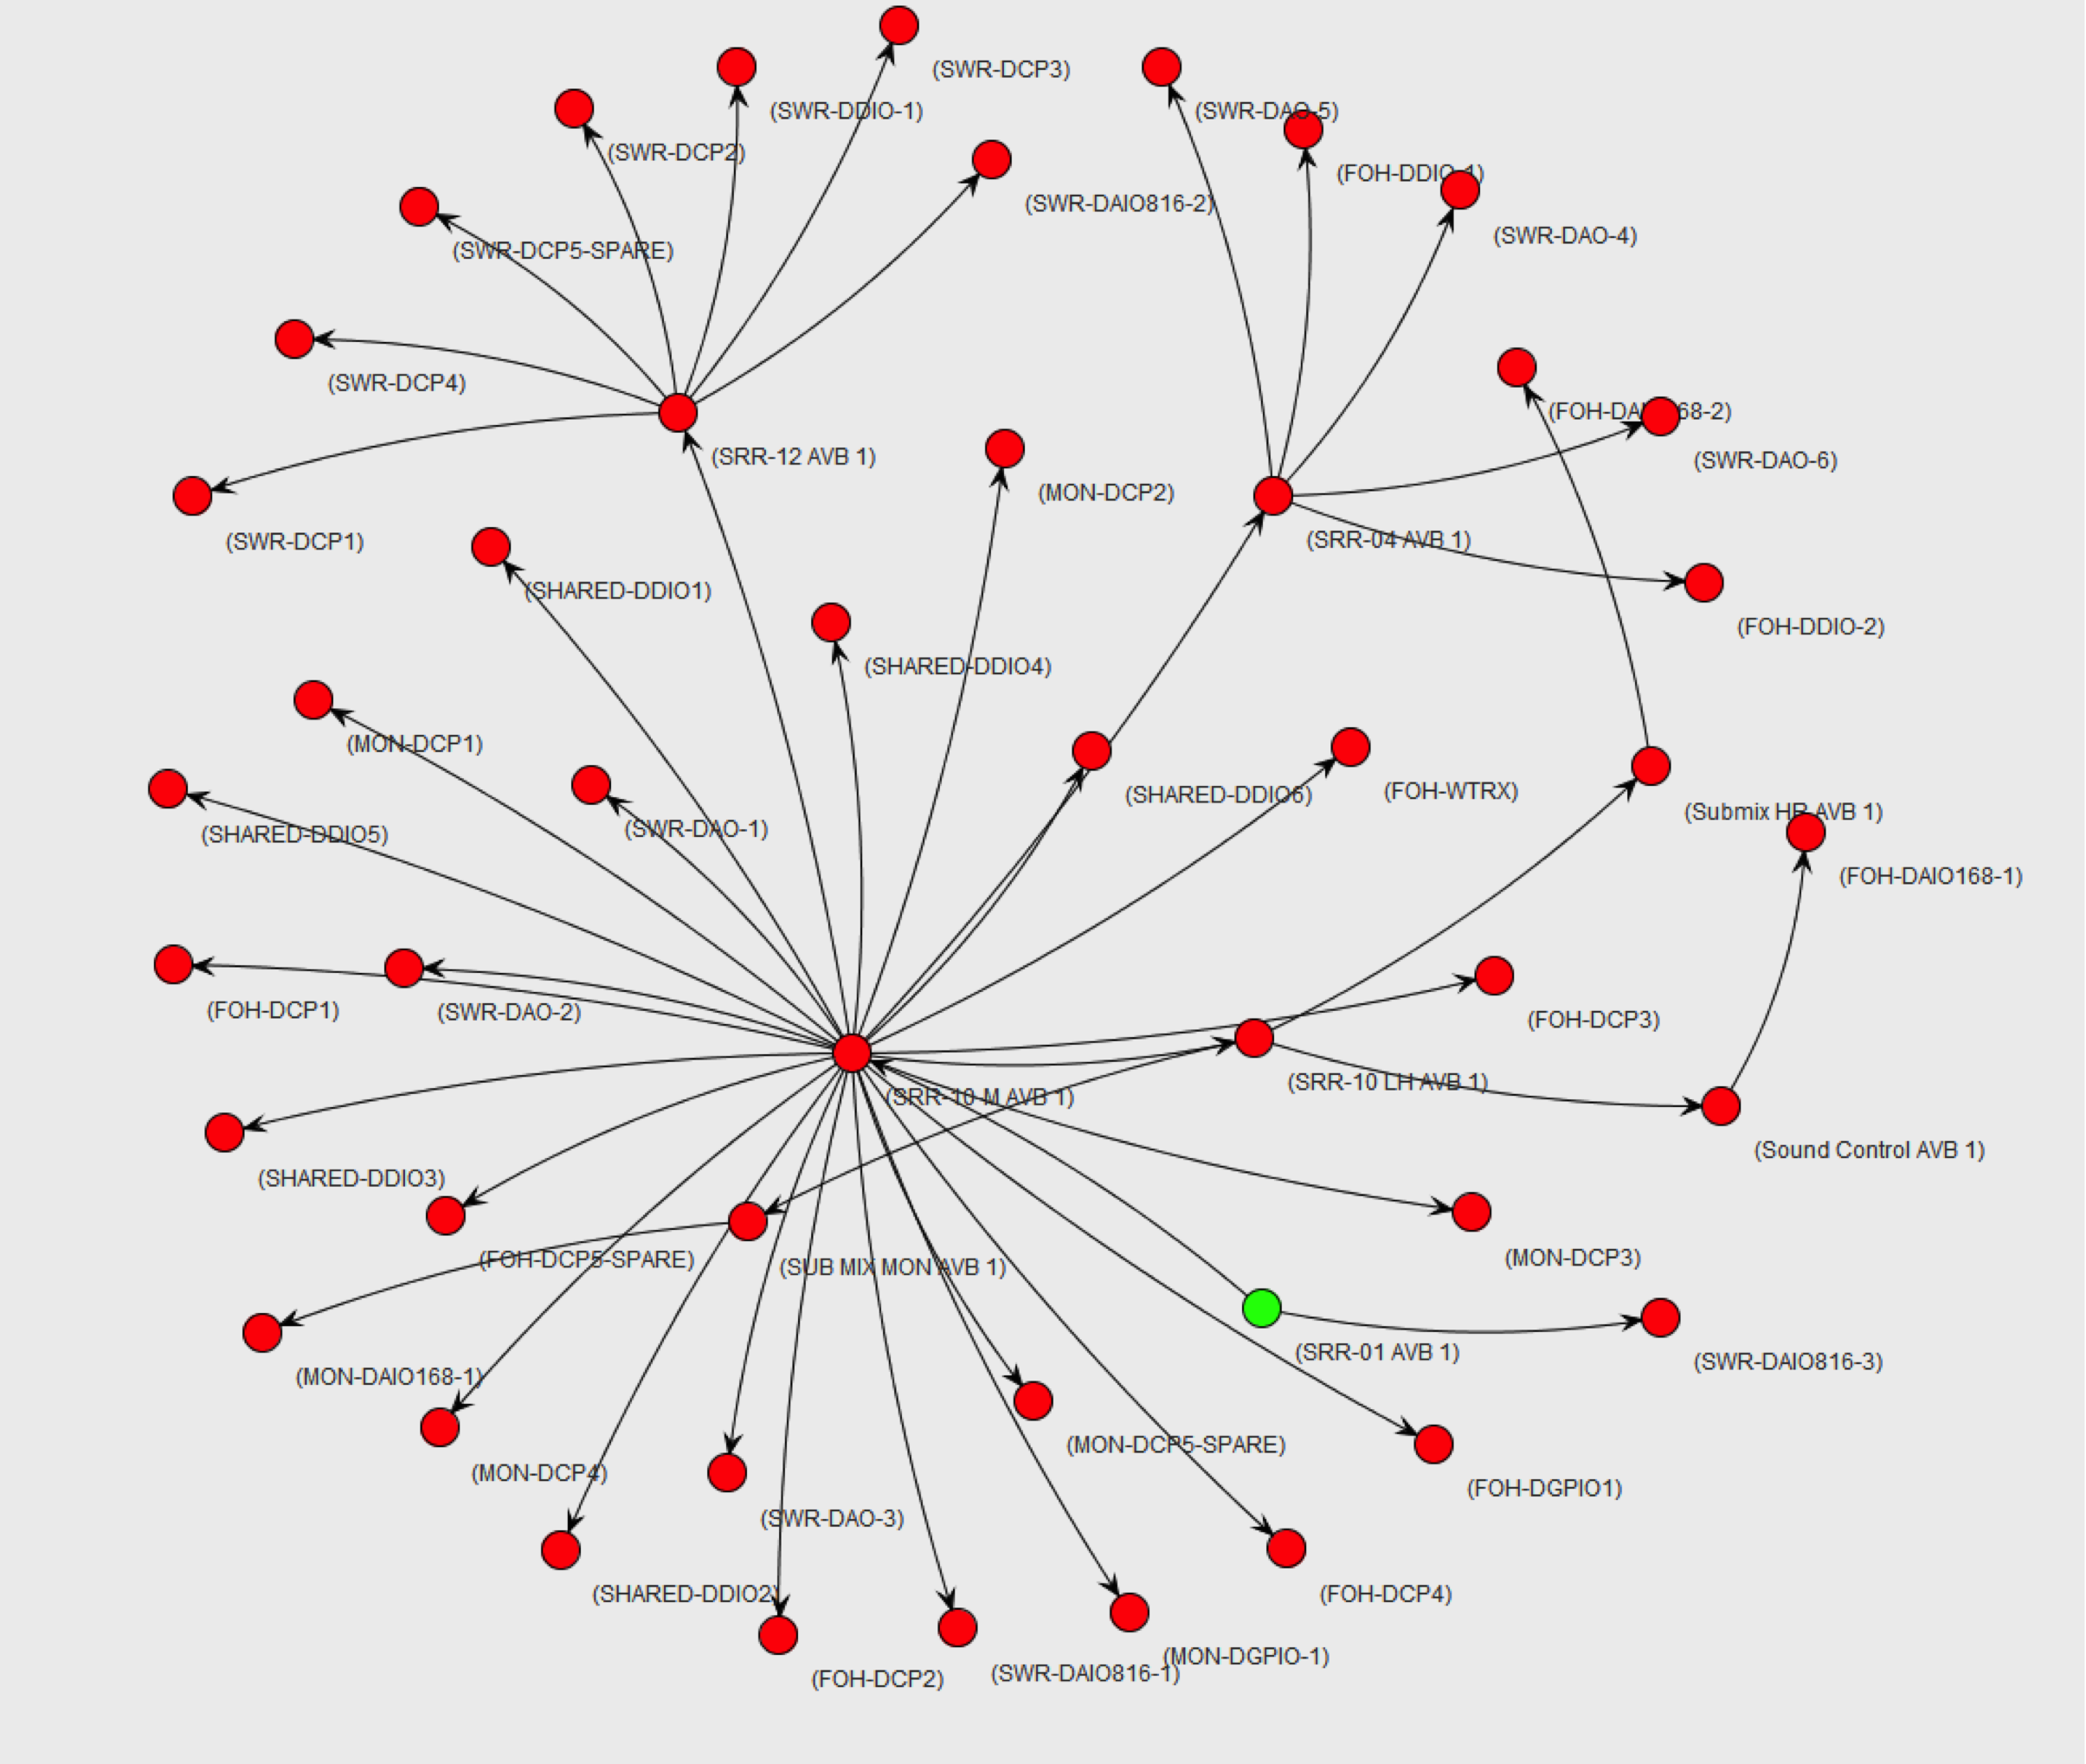 (SWR-DCP3)
(SWR-DDIO-1)
(SWR-DAO-5)
(SWR-DCP2)
(FOH-DDIO-1)
(SWR-DAIO816-2)
(SWR-DAO-4)
(SWR-DCP5-SPARE)
(SWR-DCP4)
(FOH-DAIO168-2)
(SRR-12 AVB 1)
(SWR-DAO-6)
(MON-DCP2)
(SWR-DCP1)
(SRR-04 AVB 1)
(SHARED-DDIO1)
(FOH-DDIO-2)
(SHARED-DDIO4)
(MON-DCP1)
(SHARED-DDIO6)
(FOH-WTRX)
(Submix HR AVB 1)
(SHARED-DDIO5)
(SWR-DAO-1)
(FOH-DAIO168-1)
(FOH-DCP1)
(SWR-DAO-2)
(FOH-DCP3)
(SRR-10 M AVB 1)
(SRR-10 LH AVB 1)
(Sound Control AVB 1)
(SHARED-DDIO3)
(FOH-DCP5-SPARE)
(SUB MIX MON AVB 1)
(MON-DCP3)
(SRR-01 AVB 1)
(SWR-DAIO816-3)
(MON-DAIO168-1)
(MON-DCP4)
(MON-DCP5-SPARE)
(FOH-DGPIO1)
(SWR-DAO-3)
(SHARED-DDIO2)
(FOH-DCP4)
(FOH-DCP2)
(SWR-DAIO816-1)
(MON-DGPIO-1)